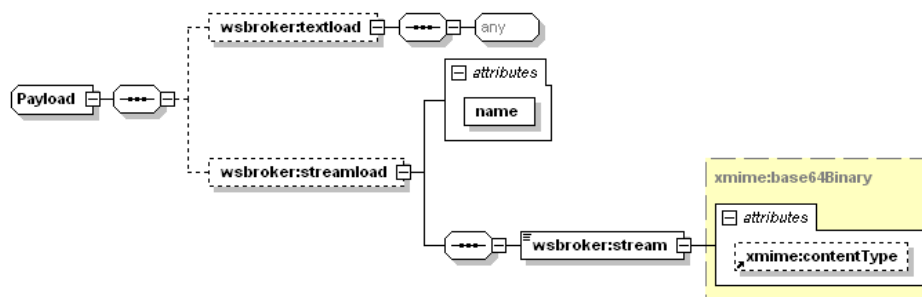 wsbroker:textload
any
attributes
Payload
name
wsbroker:streamload
xmime:base64Binary
attributes
wsbroker:stream
xmime:contentType